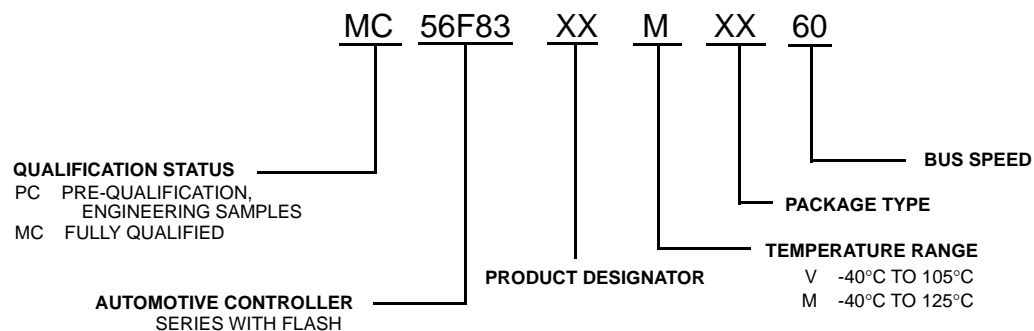 MC 56F83 XX M XX 60
QUALIFICATION STATUS
PC PRE-QUALIFICATION,
ENGINEERING SAMPLES
MC FULLY QUALIFIED
AUTOMOTIVE CONTROLLER
SERIES WITH FLASH
PRODUCT DESIGNATOR
BUS SPEED
PACKAGE TYPE
TEMPERATURE RANGE
V -40°C TO 105°C
M -40°C TO 125°C